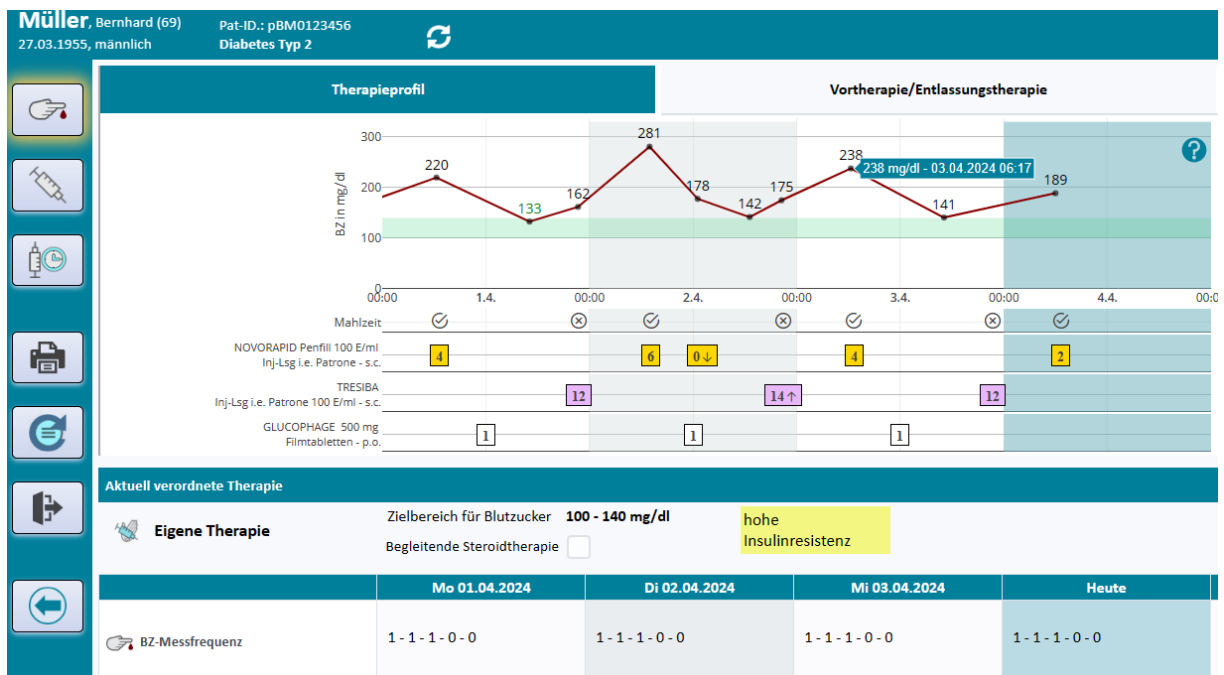 Müller, Bernhard (69)
27.03.1955, männlich
Pat-ID.: pBM0123456
Diabetes Typ 2
Therapieprofil
Vortherapie/Entlassungstherapie
BZ in mg/dl
300
200
100
0
220
133
162
281
178
142
175
238
238 mg/dl - 03.04.2024 06:17
141
189
?
00:00
1.4.
00:00
2.4.
00:00
3.4.
00:00
4.4.
00:0
Mahlzeit
NOVORAPID Penfill 100 E/ml
Inj-Lsg i.e. Patrone - s.c.
4
6
0↓
4
2
TRESIBA
Inj-Lsg i.e. Patrone 100 E/ml - s.c.
12
14↑
12
GLUCOPHAGE 500 mg
Filmtabletten - p.o.
1
1
1
Aktuell verordnete Therapie
Eigene Therapie
Zielbereich für Blutzucker 100 - 140 mg/dl
Begleitende Steroidtherapie
hohe
Insulinresistenz
Mo 01.04.2024
Di 02.04.2024
Mi 03.04.2024
Heute
BZ-Messfrequenz
1 - 1 - 1 - 0 - 0
1 - 1 - 1 - 0 - 0
1 - 1 - 1 - 0 - 0
1 - 1 - 1 - 0 - 0